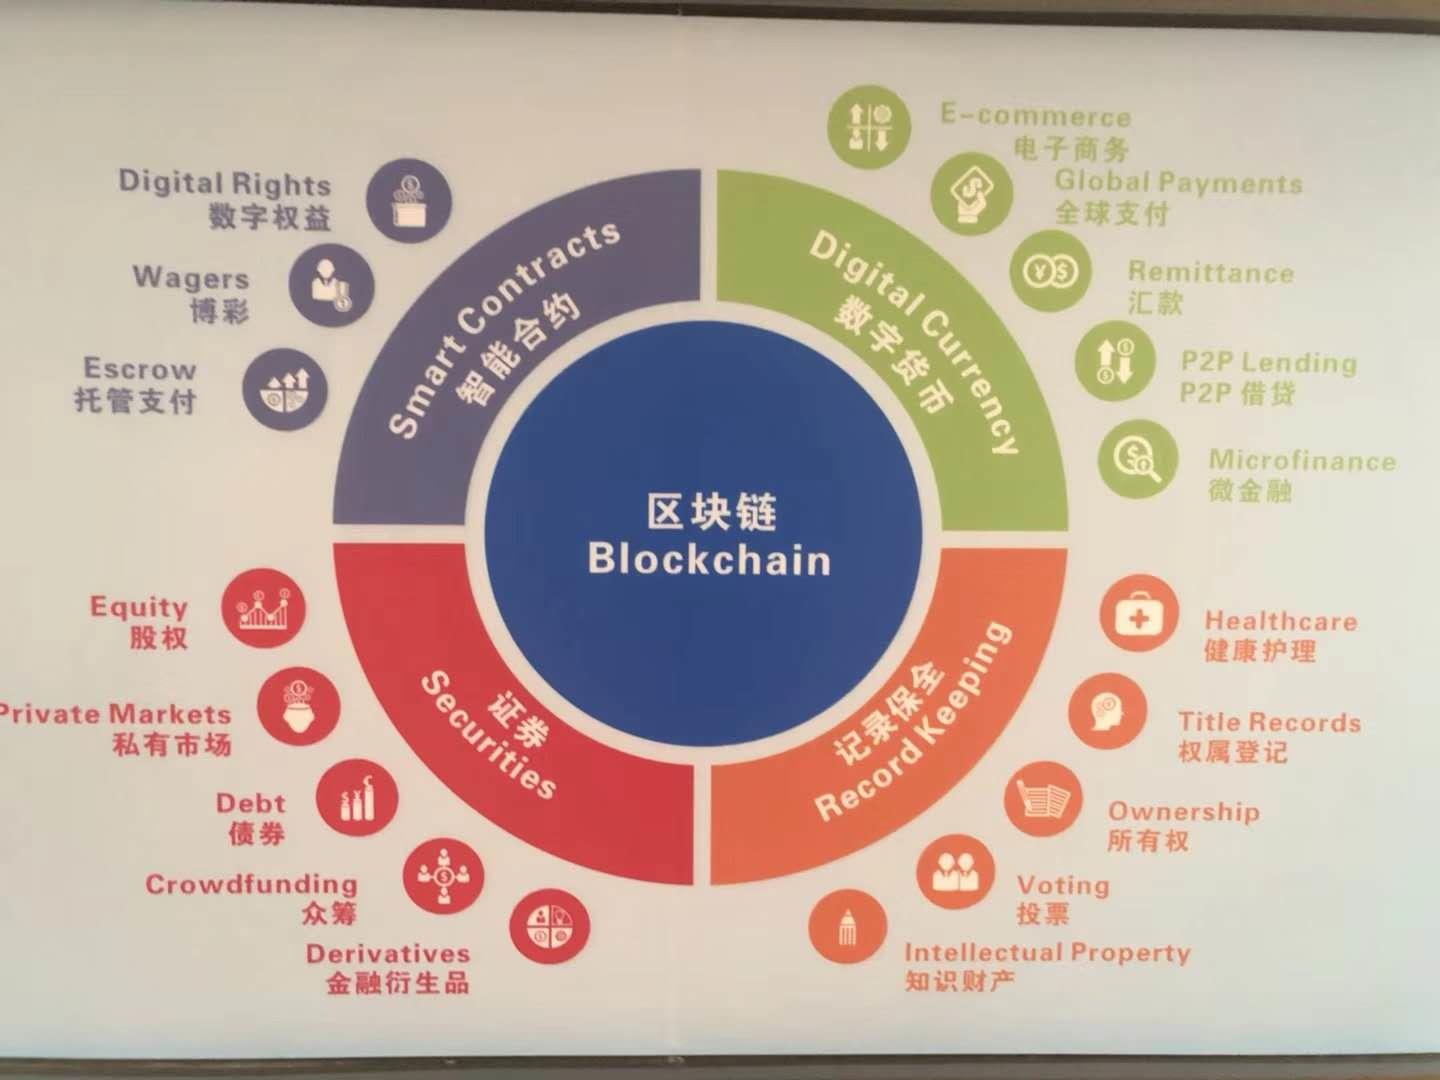 区块链
Blockchain
Smart Contracts
智能合约
Digital Rights
数字权益
Wagers
博彩
Escrow
托管支付
Digital Currency
数字货币
E-commerce
电子商务
Global Payments
全球支付
Remittance
汇款
P2P Lending
P2P 借贷
Microfinance
微金融
证券
Securities
Equity
股权
Private Markets
私有市场
Debt
债券
Crowdfunding
众筹
Derivatives
金融衍生品
记录保全
Record Keeping
Healthcare
健康护理
Title Records
权属登记
Ownership
所有权
Voting
投票
Intellectual Property
知识财产